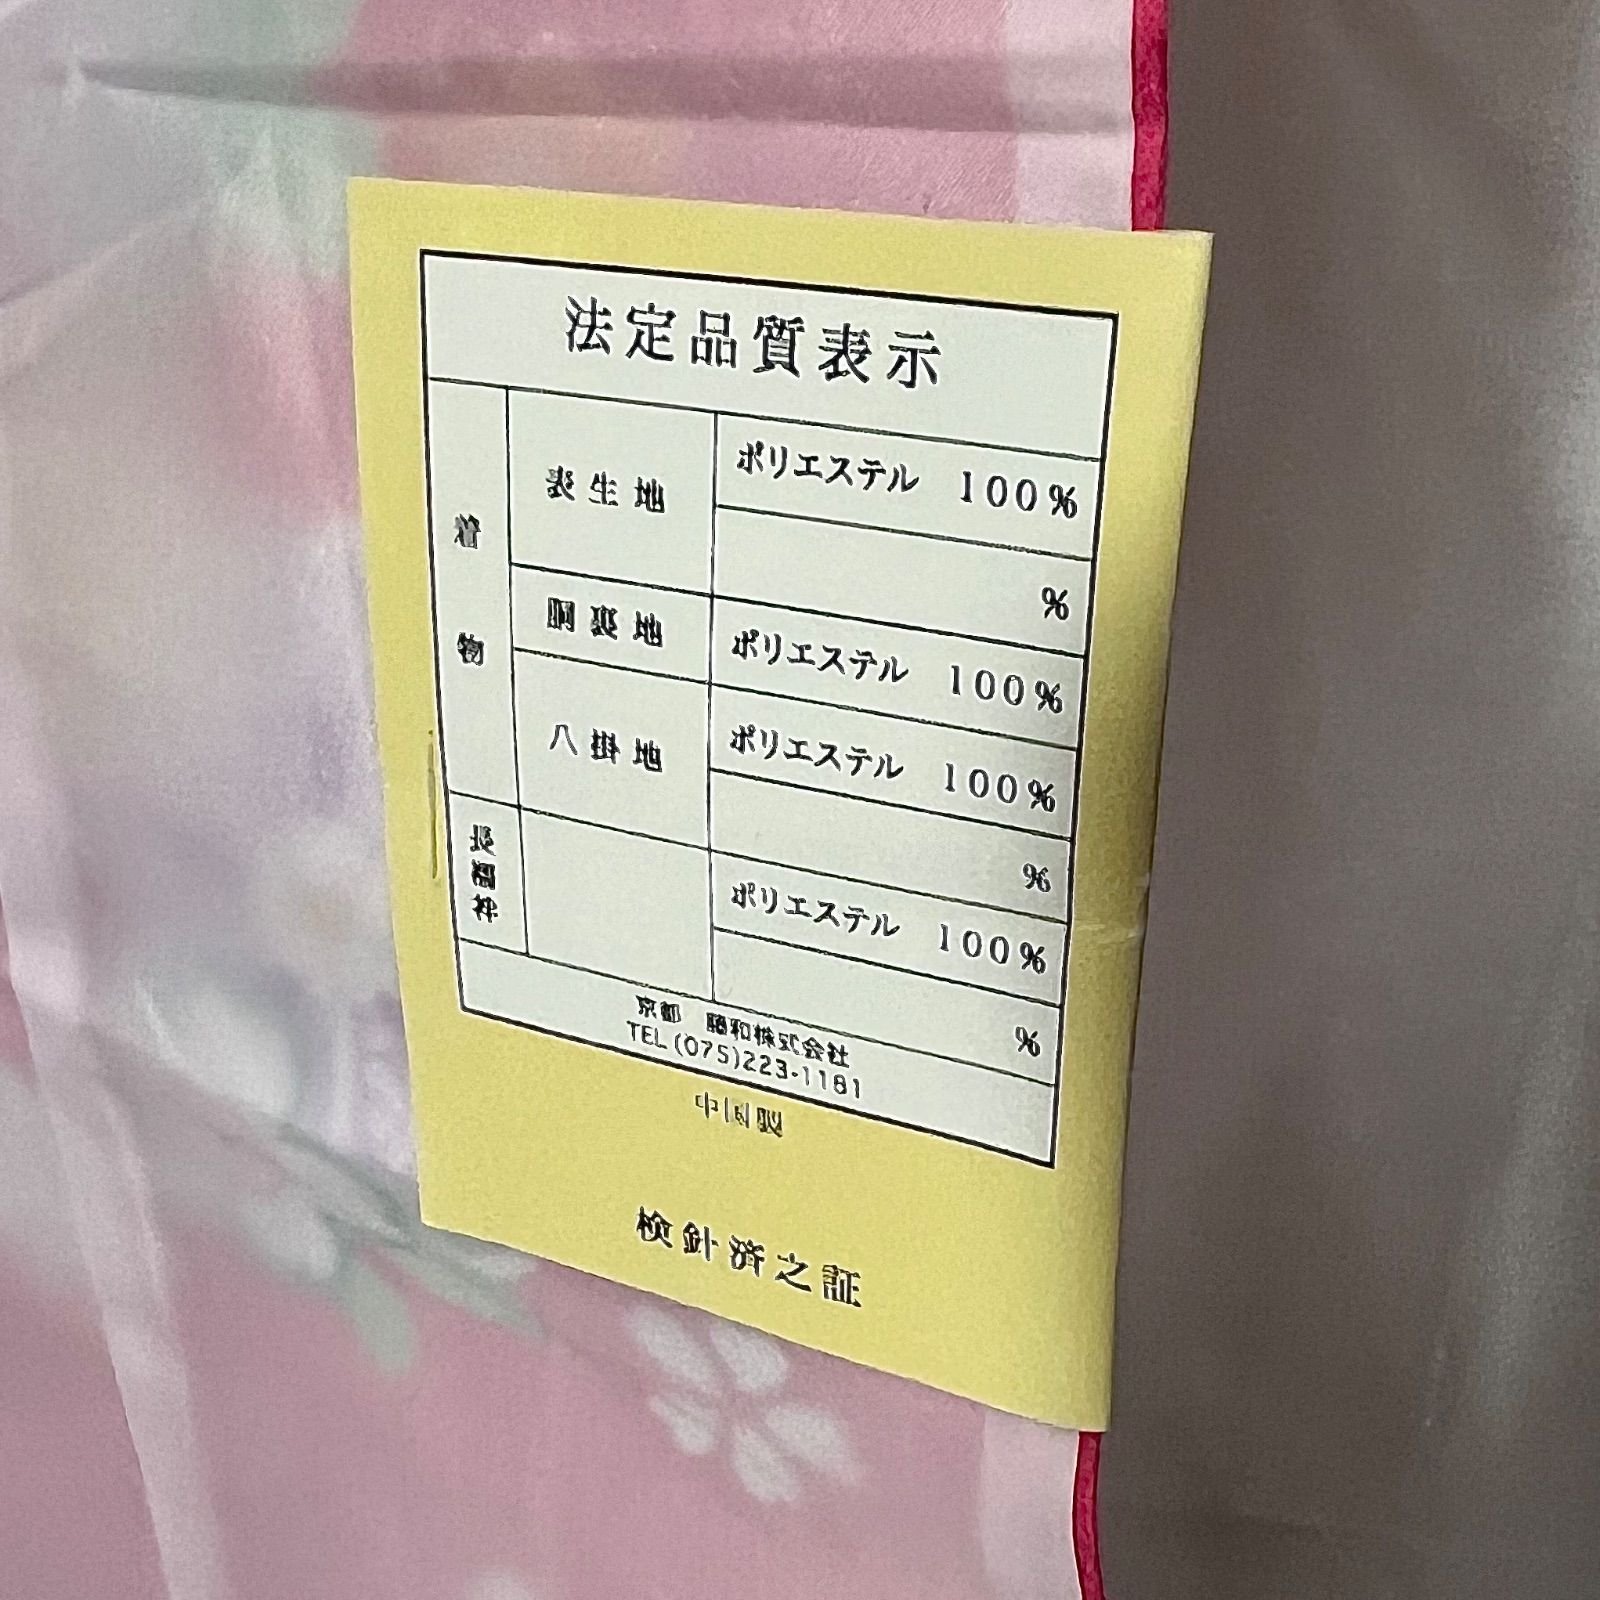 法定品質表示
着物
表生地
ポリエステル 100%
%
胴裏地
ポリエステル 100%
八掛地
ポリエステル 100%
%
長襦袢
ポリエステル 100%
%
京都 昭和株式会社
TEL(075)223-1181
中国製
検針済之証